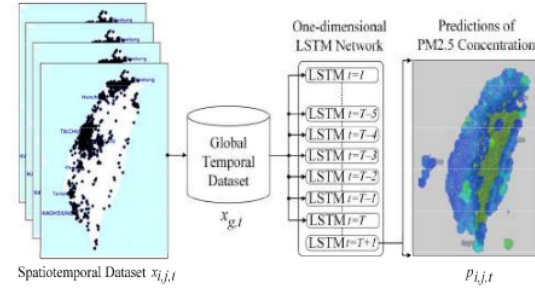 One-dimensional
LSTM Network
Predictions of
PM2.5 Concentration
Global
Temporal
Dataset
x_{g,t}
LSTM t=1
LSTM t=T-5
LSTM t=T-4
LSTM t=T-3
LSTM t=T-2
LSTM t=T-1
LSTM t=T
LSTM t=T+1
Spatiotemporal Dataset x_{i,j,t}
p_{i,j,t}